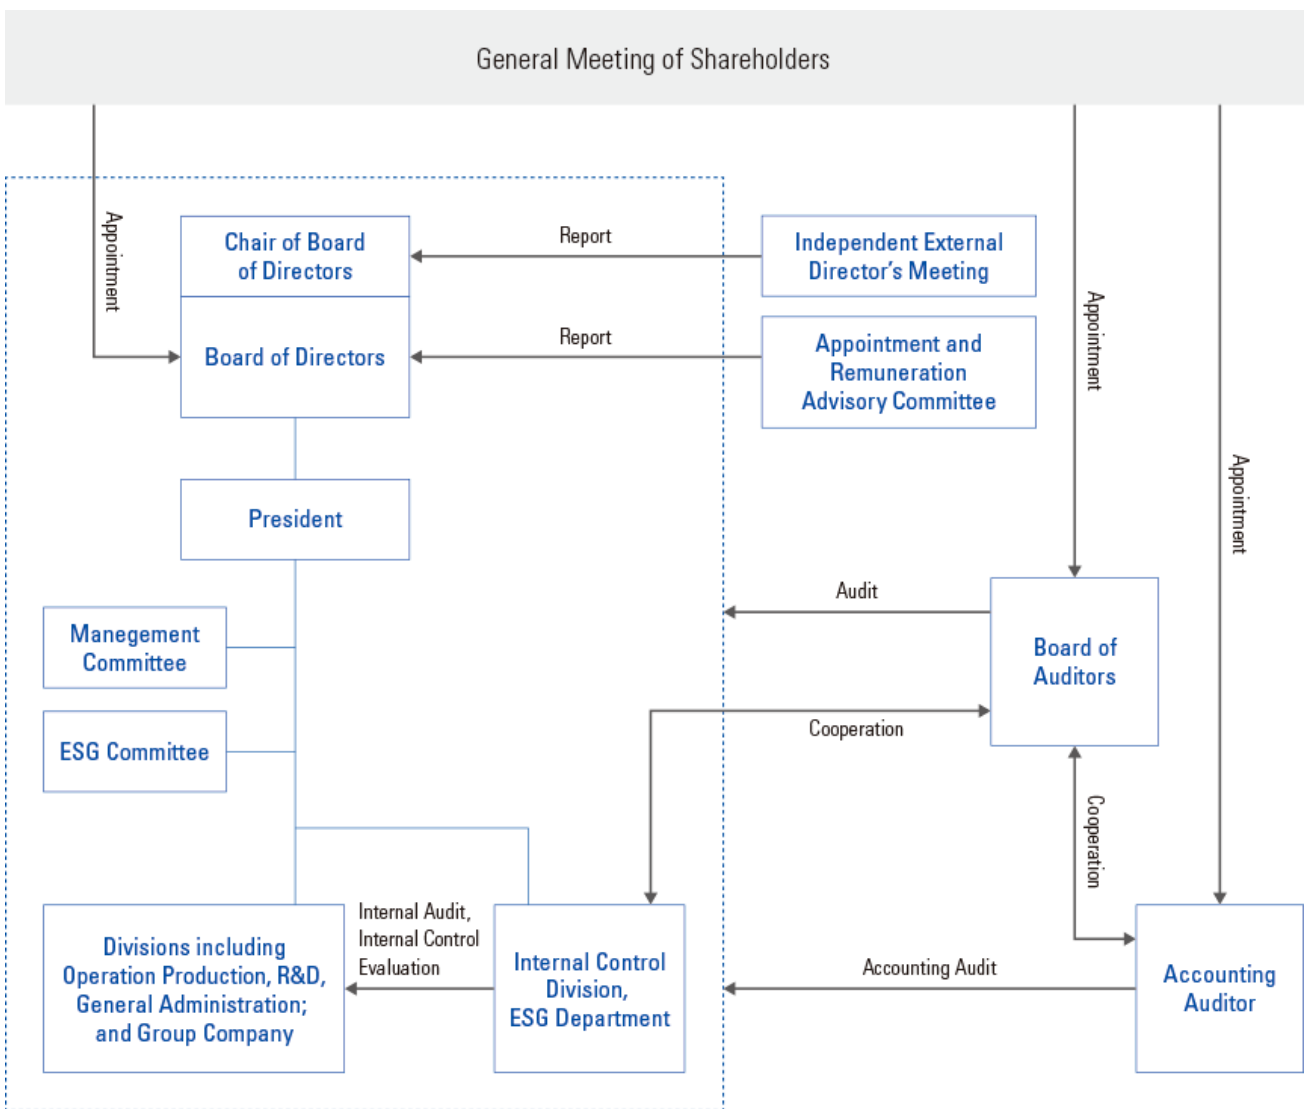 General Meeting of Shareholders
Appointment
Chair of Board
of Directors
Report
Independent External
Director's Meeting
Board of Directors
Report
Appointment and
Remuneration
Advisory Committee
Appointment
Appointment
President
Audit
Board of
Auditors
Manegement
Committee
Cooperation
ESG Committee
Cooperation
Divisions including
Operation Production, R&D,
General Administration;
and Group Company
Internal Audit,
Internal Control
Evaluation
Internal Control
Division,
ESG Department
Accounting Audit
Accounting
Auditor